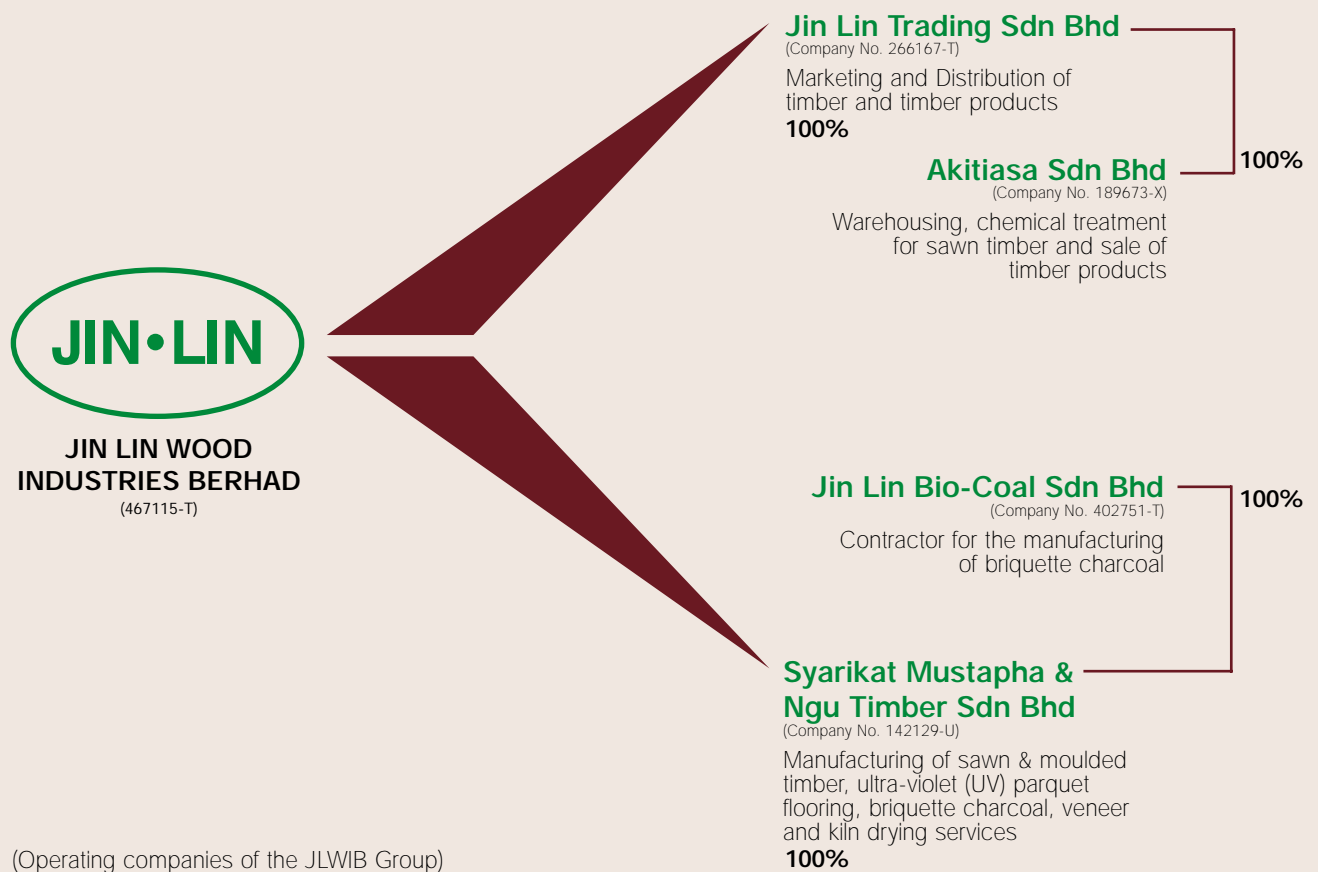 Jin Lin Trading Sdn Bhd
(Company No. 266167-T)
Marketing and Distribution of
timber and timber products
100%
100%
Akitiasa Sdn Bhd
(Company No. 189673-X)
Warehousing, chemical treatment
for sawn timber and sale of
timber products
JIN•LIN
JIN LIN WOOD
INDUSTRIES BERHAD
(467115-T)
Jin Lin Bio-Coal Sdn Bhd
(Company No. 402751-T)
100%
Contractor for the manufacturing
of briquette charcoal
Syarikat Mustapha &
Ngu Timber Sdn Bhd
(Company No. 142129-U)
Manufacturing of sawn & moulded
timber, ultra-violet (UV) parquet
flooring, briquette charcoal, veneer
and kiln drying services
100%
(Operating companies of the JLWIB Group)